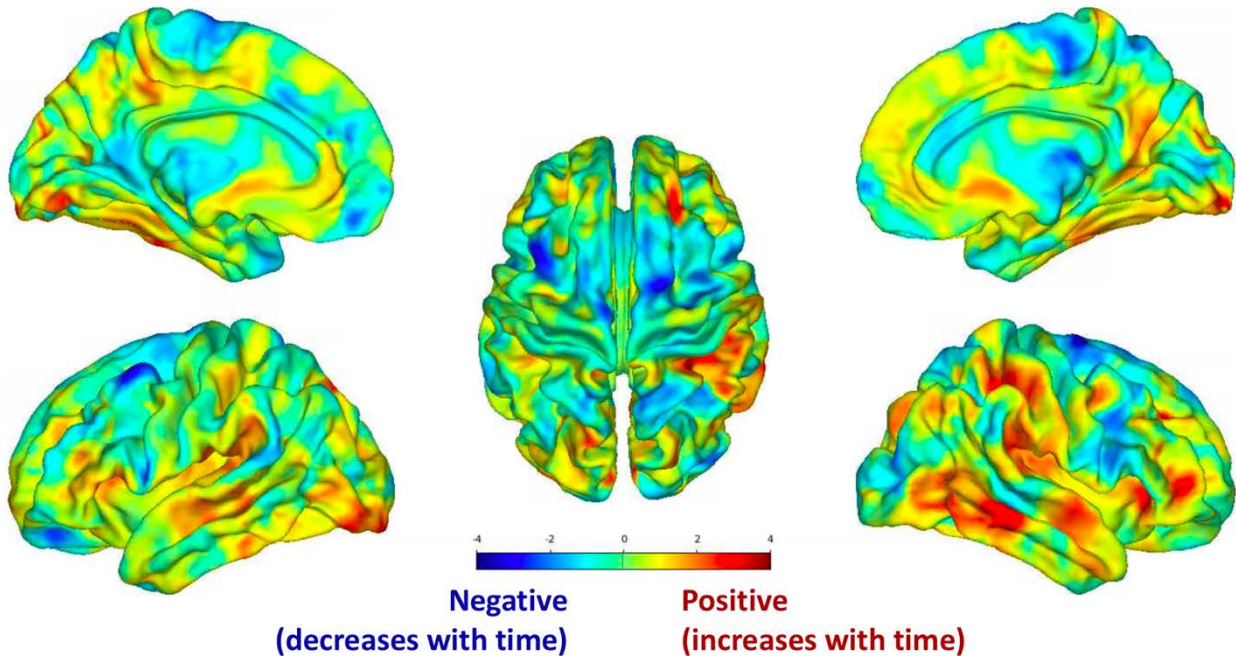 -4 -2 0 2 4
Negative Positive
(decreases with time) (increases with time)